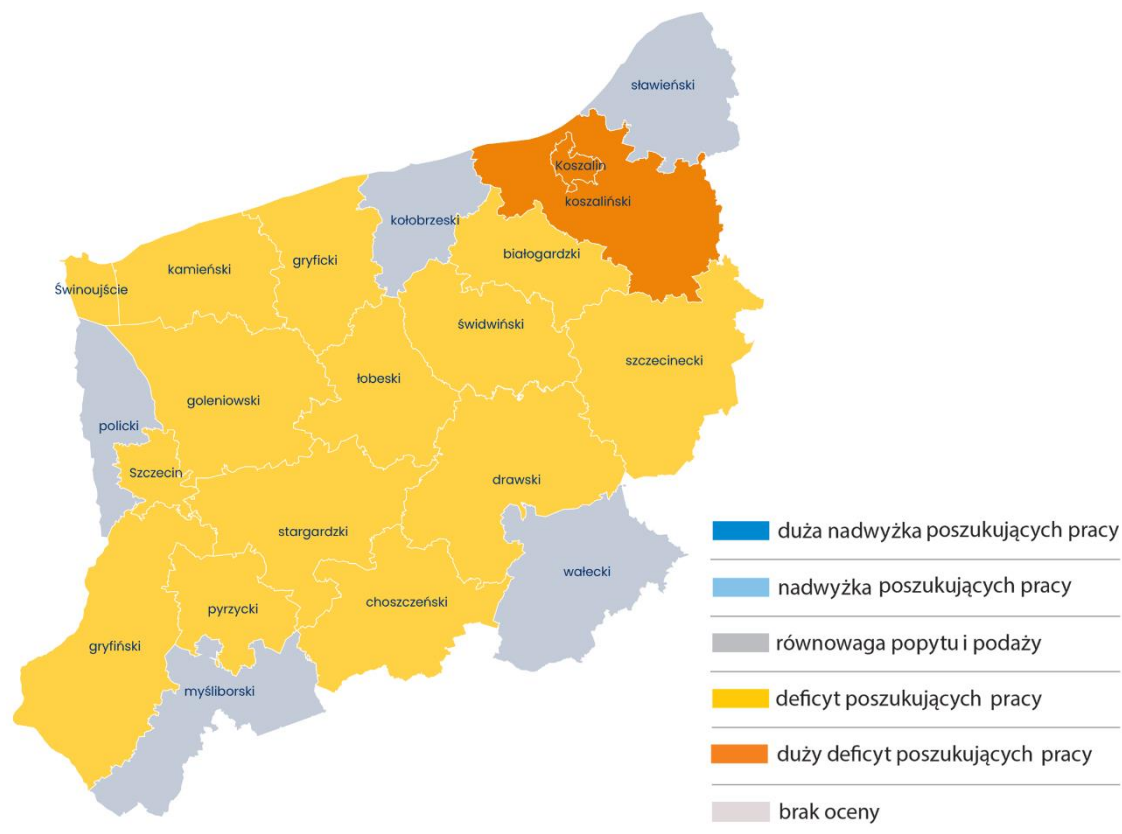 sławieński
Koszalin
koszaliński
kołobrzeski
białogardzki
gryficki
kamieński
Świnoujście
świdwiński
szczecinecki
łobeski
goleniowski
policki
Szczecin
drawski
stargardzki
wałecki
choszczeński
pyrzycki
gryfiński
myśliborski
duża nadwyżka poszukujących pracy
nadwyżka poszukujących pracy
równowaga popytu i podaży
deficyt poszukujących pracy
duży deficyt poszukujących pracy
brak oceny